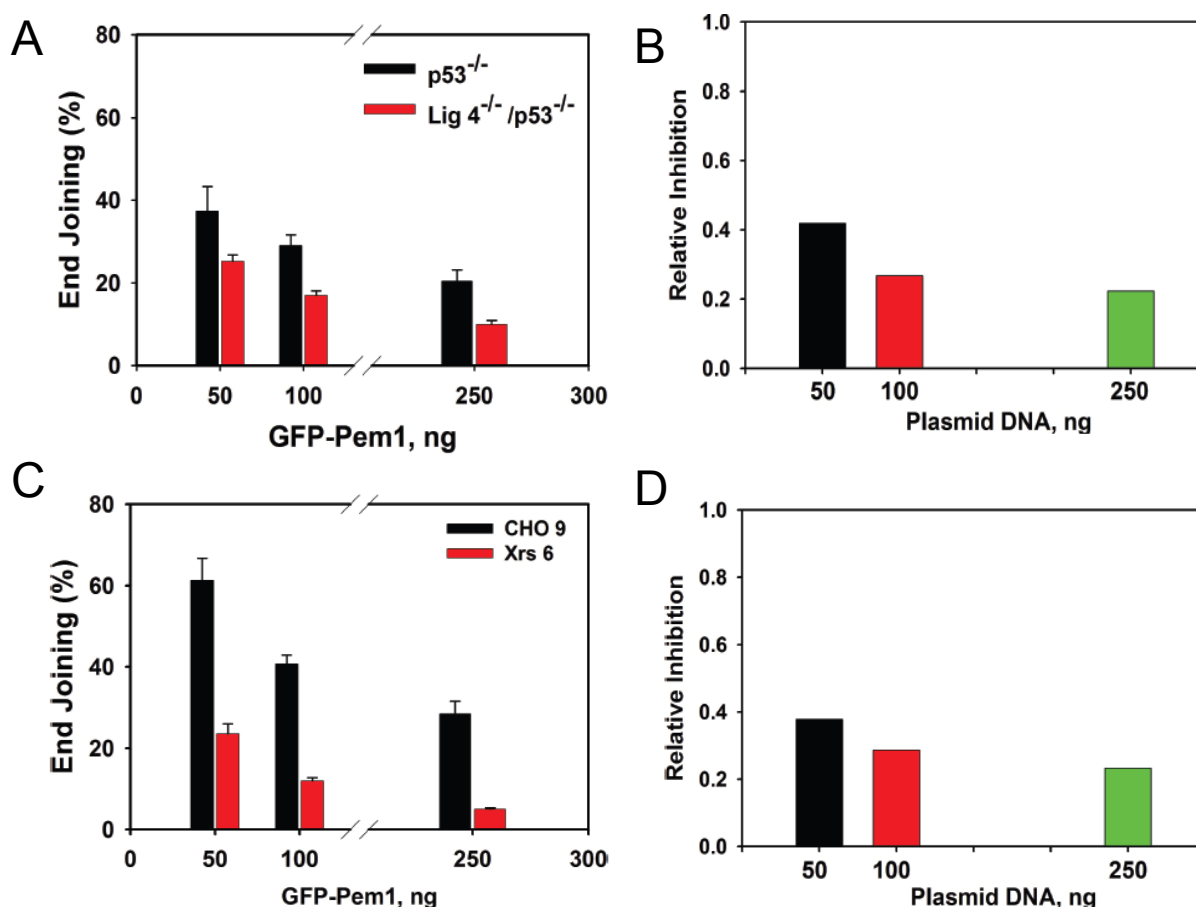 A
80
60
40
20
0
End Joining (%)
p53-/-
Lig 4-/- /p53-/-
0 50 100 250 300
GFP-Pem1, ng
B
1.0
0.8
0.6
0.4
0.2
0.0
Relative Inhibition
50 100 250
Plasmid DNA, ng
C
80
60
40
20
0
End Joining (%)
CHO 9
Xrs 6
0 50 100 250 300
GFP-Pem1, ng
D
1.0
0.8
0.6
0.4
0.2
0.0
Relative Inhibition
50 100 250
Plasmid DNA, ng